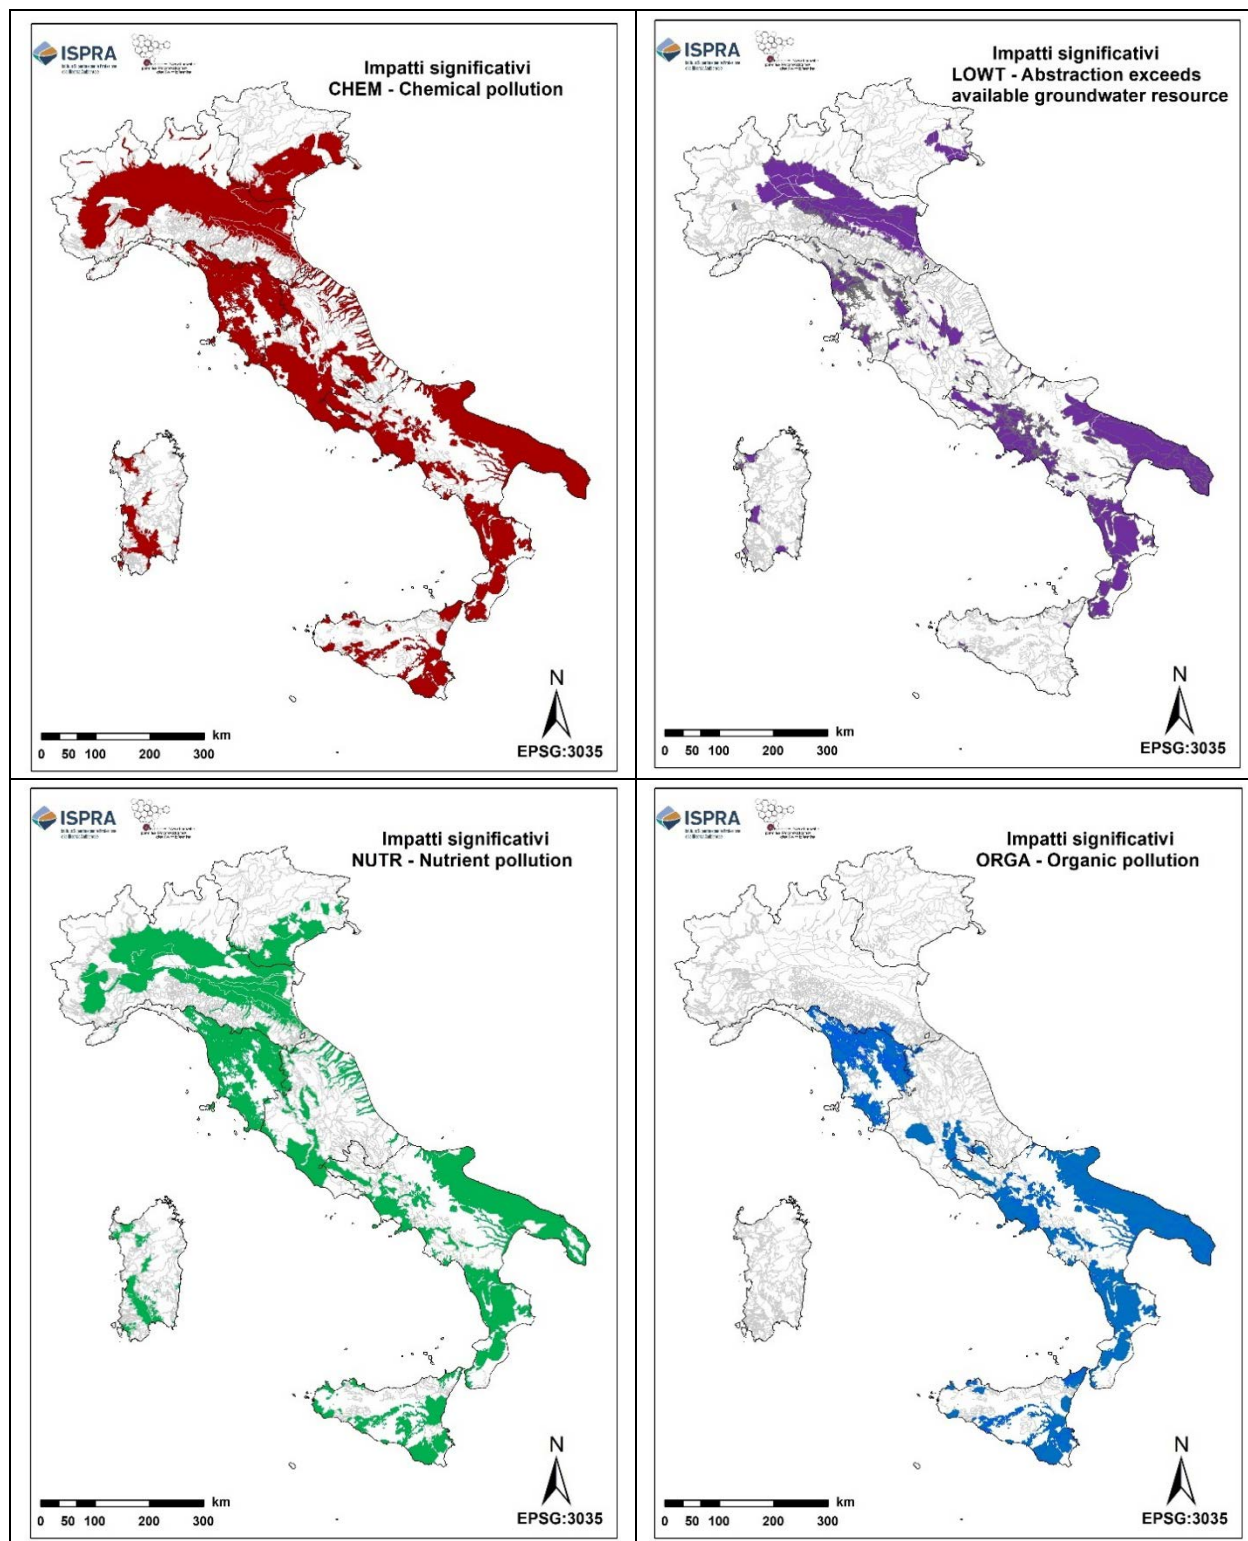 ISPRA
Impatti significativi
CHEM - Chemical pollution
N
km
0 50 100 200 300
EPSG:3035
ISPRA
Impatti significativi
LOWT - Abstraction exceeds
available groundwater resource
N
km
0 50 100 200 300
EPSG:3035
ISPRA
Impatti significativi
NUTR - Nutrient pollution
N
km
0 50 100 200 300
EPSG:3035
ISPRA
Impatti significativi
ORGA - Organic pollution
N
km
0 50 100 200 300
EPSG:3035